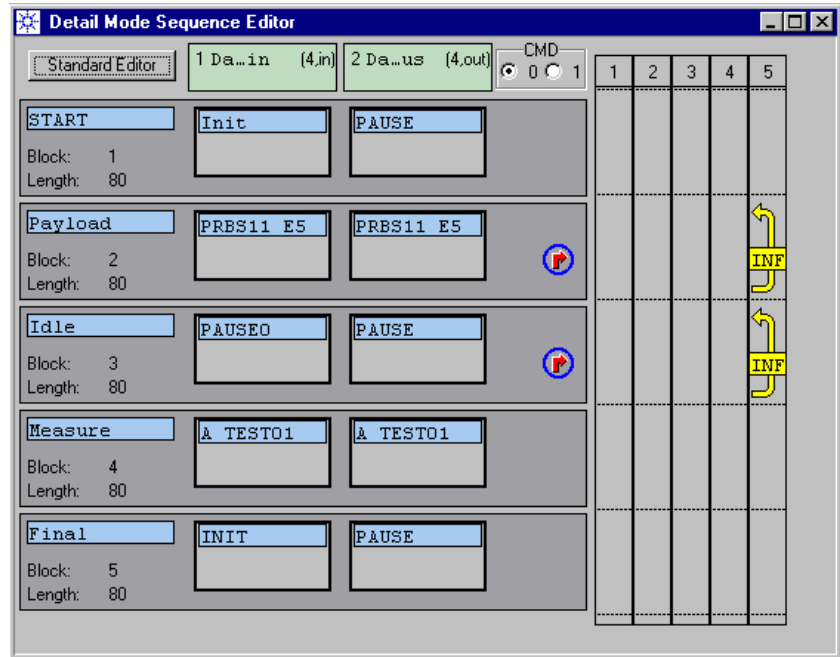 Detail Mode Sequence Editor
Standard Editor
1 Da…in (4,in)
2 Da…us (4,out)
CMD
0 1
1 2 3 4 5
START
Init
PAUSE
Block: 1
Length: 80
Payload
PRBS11 E5
PRBS11 E5
Block: 2
Length: 80
INF
Idle
PAUSE0
PAUSE
Block: 3
Length: 80
INF
Measure
A TEST01
A TEST01
Block: 4
Length: 80
Final
INIT
PAUSE
Block: 5
Length: 80